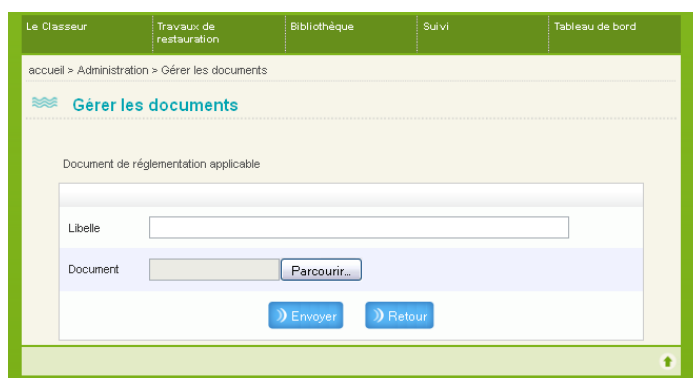 Le Classeur Travaux de restauration Bibliothèque Suivi Tableau de bord
accueil > Administration > Gérer les documents
Gérer les documents
Document de réglementation applicable
Libelle
Document Parcourir...
Envoyer Retour